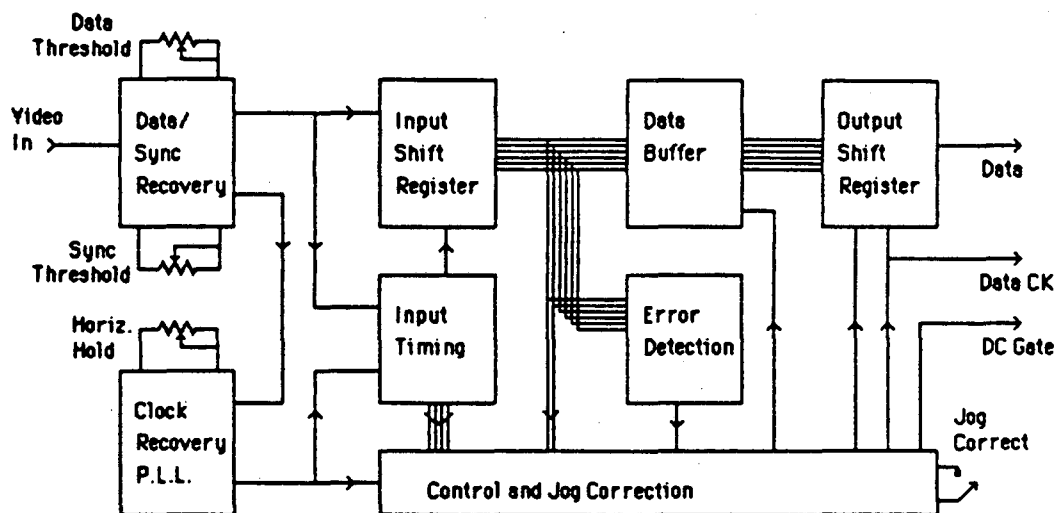 Data
Threshold
Video
In
Data/
Sync
Recovery
Input
Shift
Register
Data
Buffer
Output
Shift
Register
Data
Sync
Threshold
Data CK
Horiz.
Hold
Input
Timing
Error
Detection
DC Gate
Clock
Recovery
P.L.L.
Jog
Correct
Control and Jog Correction